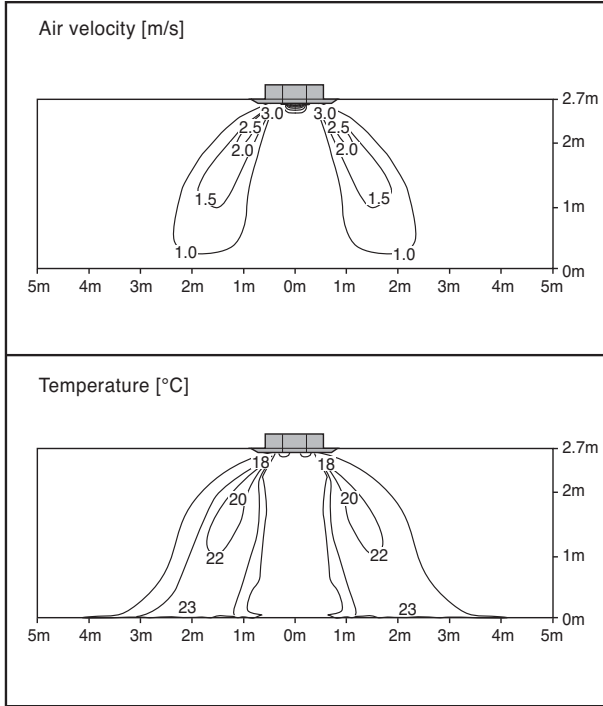 Air velocity [m/s]
3.0 3.0
2.5 2.5
2.0 2.0
1.5 1.5
1.0 1.0
2.7m
2m
1m
0m
5m 4m 3m 2m 1m 0m 1m 2m 3m 4m 5m
Temperature [°C]
18 18
20 20
22 22
23 23
2.7m
2m
1m
0m
5m 4m 3m 2m 1m 0m 1m 2m 3m 4m 5m